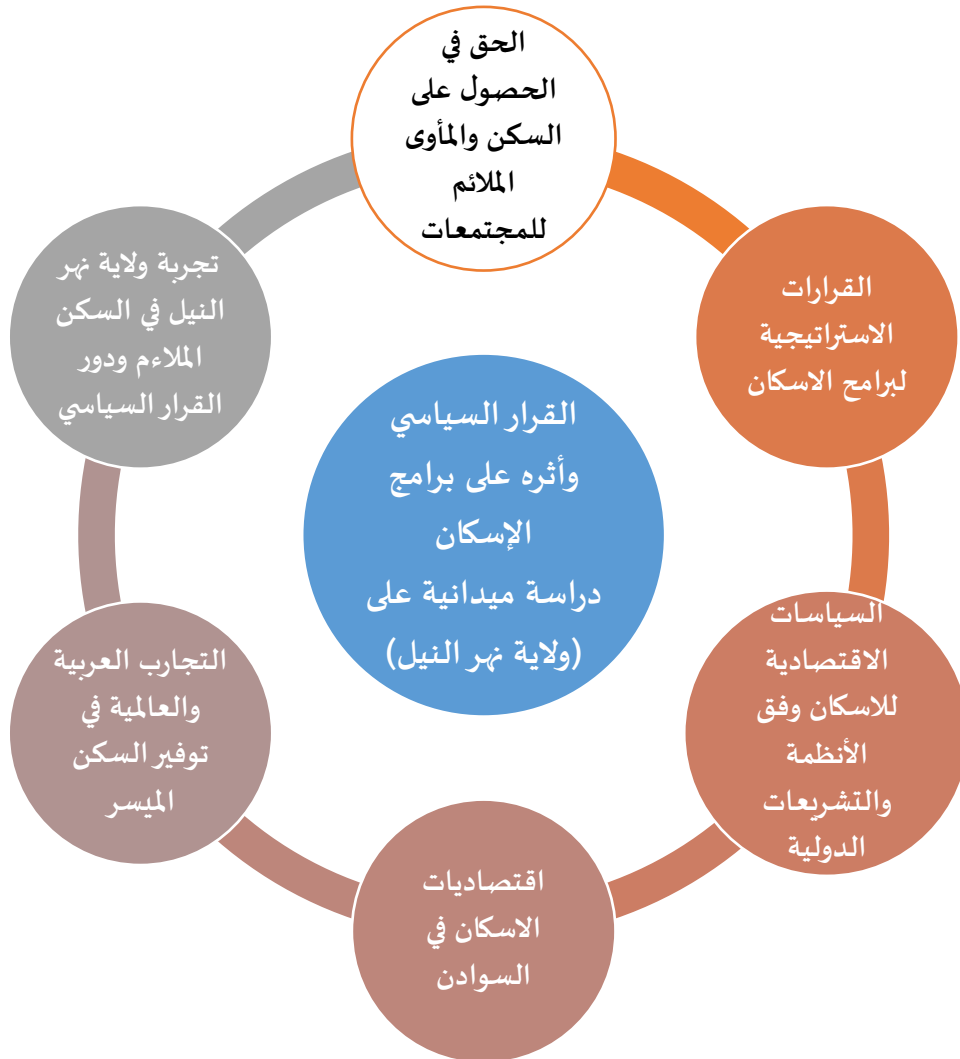 الحق في
الحصول على
السكن والمأوى
الملائم
للمجتمعات
القرارات
الاستراتيجية
لبرامج الاسكان
السياسات
الاقتصادية
للاسكان وفق
الأنظمة
والتشريعات
الدولية
اقتصاديات
الاسكان في
السوادن
التجارب العربية
والعالمية في
توفير السكن
الميسر
تجربة ولاية نهر
النيل في السكن
الملاءم ودور
القرار السياسي
القرار السياسي
وأثره على برامج
الإسكان
دراسة ميدانية على
(ولاية نهر النيل)